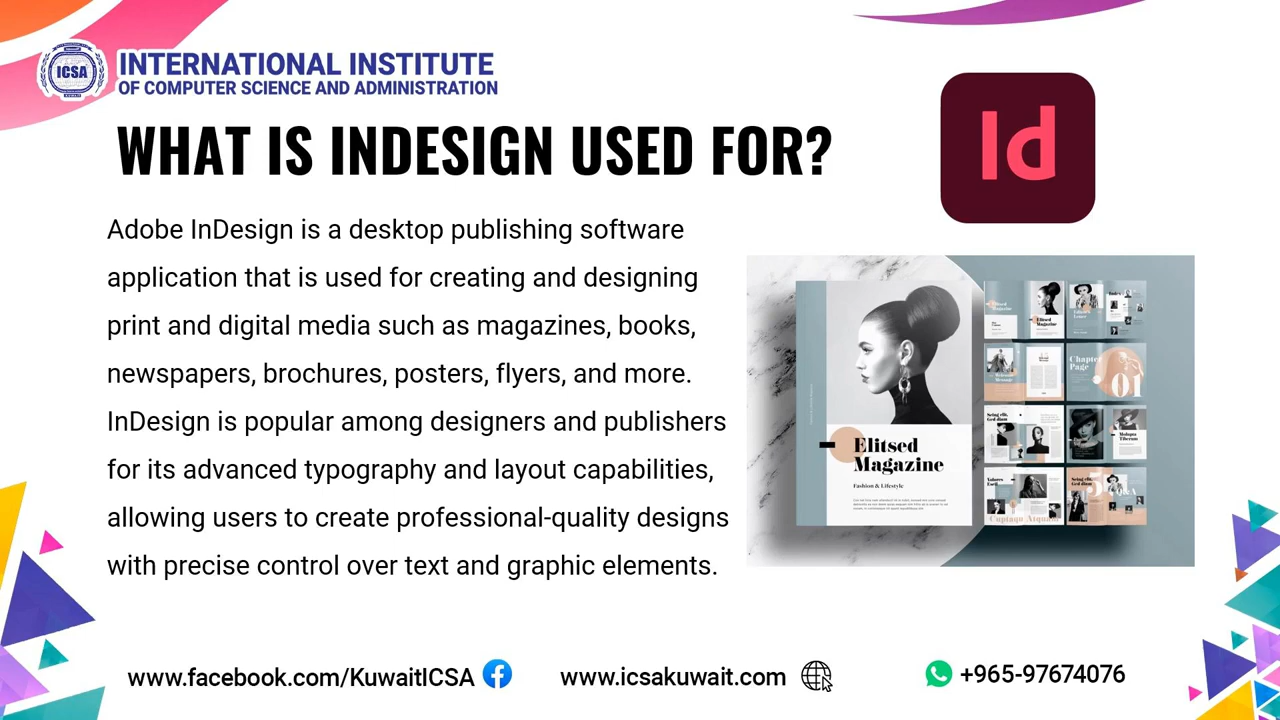 ICSA
INTERNATIONAL INSTITUTE
OF COMPUTER SCIENCE AND ADMINISTRATION
WHAT IS INDESIGN USED FOR?
Id
Adobe InDesign is a desktop publishing software
application that is used for creating and designing
print and digital media such as magazines, books,
newspapers, brochures, posters, flyers, and more.
InDesign is popular among designers and publishers
for its advanced typography and layout capabilities,
allowing users to create professional-quality designs
with precise control over text and graphic elements.
Elitsed
Magazine
Fashion & Lifestyle
Elitsed
Magazine
Chapter
Page
01
www.facebook.com/KuwaitICSA
www.icsakuwait.com
+965-97674076